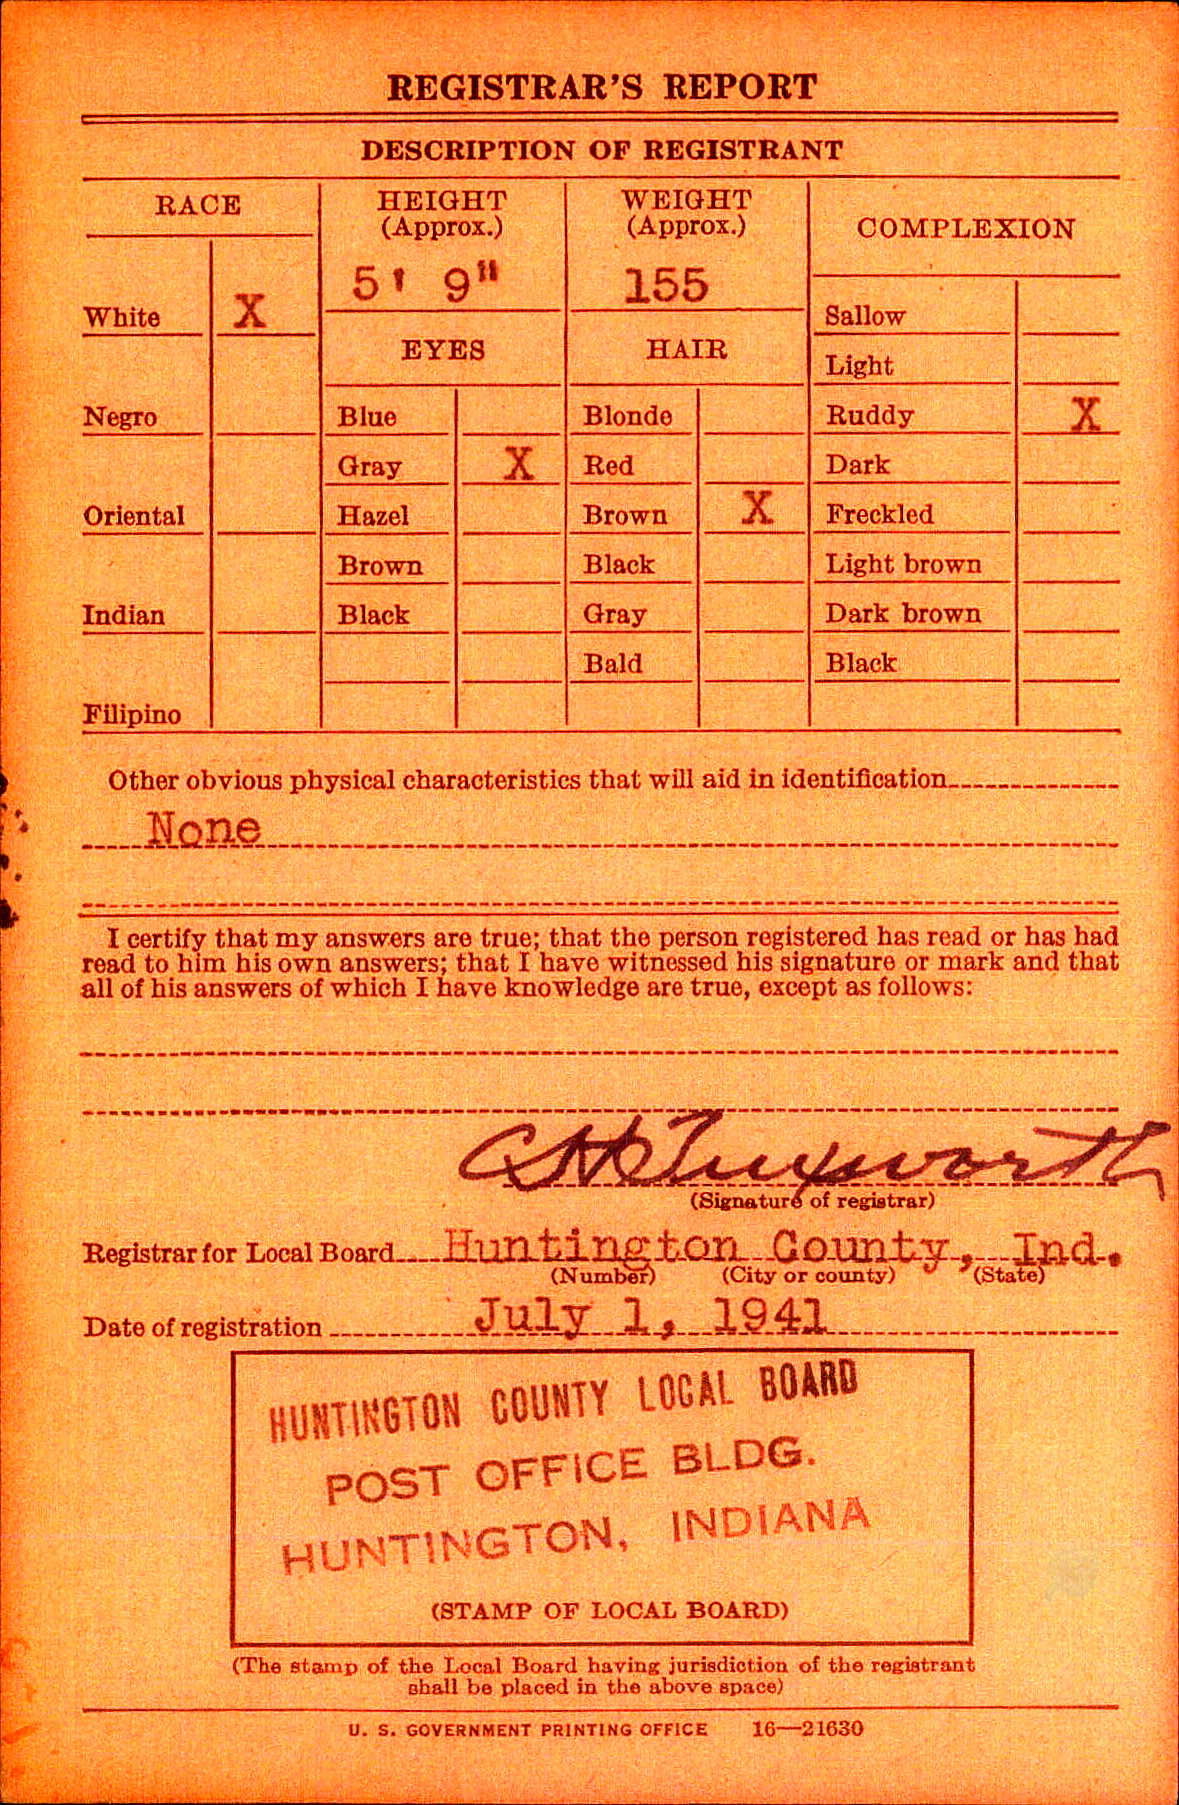 REGISTRAR'S REPORT
DESCRIPTION OF REGISTRANT
RACE
HEIGHT
(Approx.)
WEIGHT
(Approx.)
COMPLEXION
5' 9"
155
White X
Sallow
EYES
HAIR
Light
Negro
Blue
Blonde
Ruddy X
Gray X
Red
Dark
Oriental
Hazel
Brown X
Freckled
Brown
Black
Light brown
Indian
Black
Gray
Dark brown
Bald
Black
Filipino
Other obvious physical characteristics that will aid in identification
None
I certify that my answers are true; that the person registered has read or has had
read to him his own answers; that I have witnessed his signature or mark and that
all of his answers of which I have knowledge are true, except as follows:
(Signature of registrar)
Registrar for Local Board Huntington County, Ind.
(Number) (City or county) (State)
Date of registration July 1, 1941
HUNTINGTON COUNTY LOCAL BOARD
POST OFFICE BLDG.
HUNTINGTON, INDIANA
(STAMP OF LOCAL BOARD)
(The stamp of the Local Board having jurisdiction of the registrant
shall be placed in the above space)
U. S. GOVERNMENT PRINTING OFFICE 16—21630